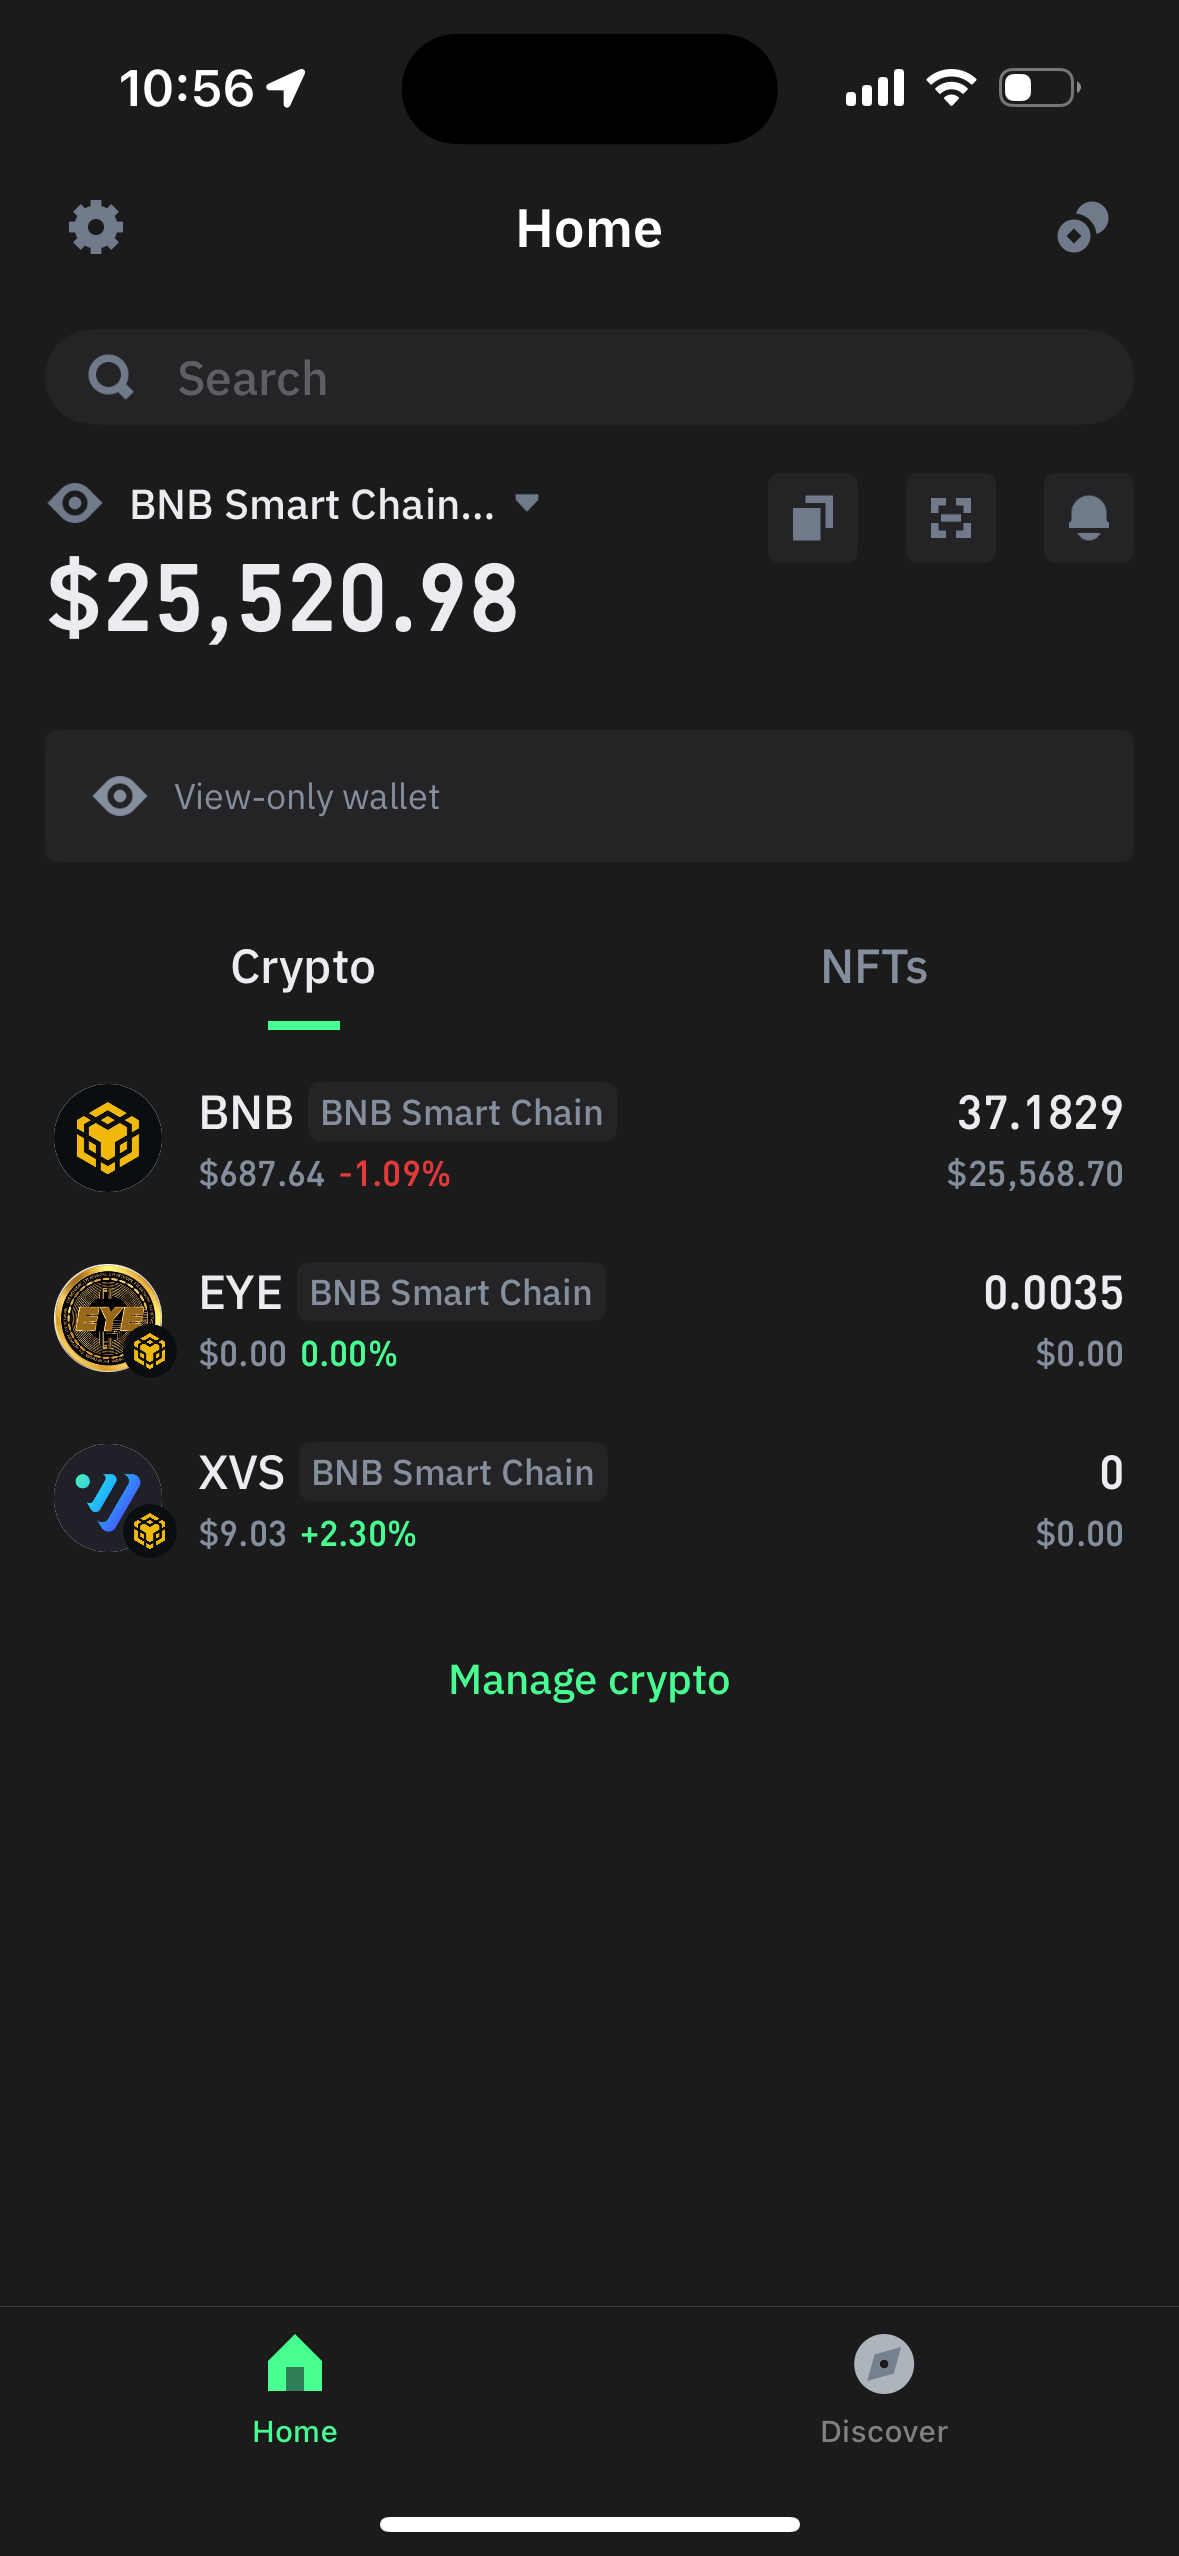 10:56
Home
Search
BNB Smart Chain...
$25,520.98
View-only wallet
Crypto
NFTs
BNB BNB Smart Chain 37.1829
$687.64 -1.09% $25,568.70
EYE BNB Smart Chain 0.0035
$0.00 0.00% $0.00
XVS BNB Smart Chain 0
$9.03 +2.30% $0.00
Manage crypto
Home
Discover
EYE